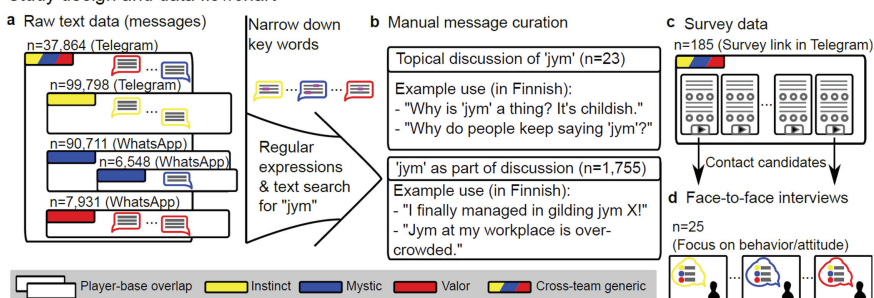 a Raw text data (messages)
n=37,864 (Telegram)
n=99,798 (Telegram)
n=90,711 (WhatsApp)
n=6,548 (WhatsApp)
n=7,931 (WhatsApp)
Narrow down
key words
Regular
expressions
& text search
for "jym"
b Manual message curation
Topical discussion of 'jym' (n=23)
Example use (in Finnish):
- "Why is 'jym' a thing? It's childish."
- "Why do people keep saying 'jym'?"
'jym' as part of discussion (n=1,755)
Example use (in Finnish):
- "I finally managed in gilding jym X!"
- "Jym at my workplace is over-
crowded."
c Survey data
n=185 (Survey link in Telegram)
Contact candidates
d Face-to-face interviews
n=25
(Focus on behavior/attitude)
Player-base overlap
Instinct
Mystic
Valor
Cross-team generic